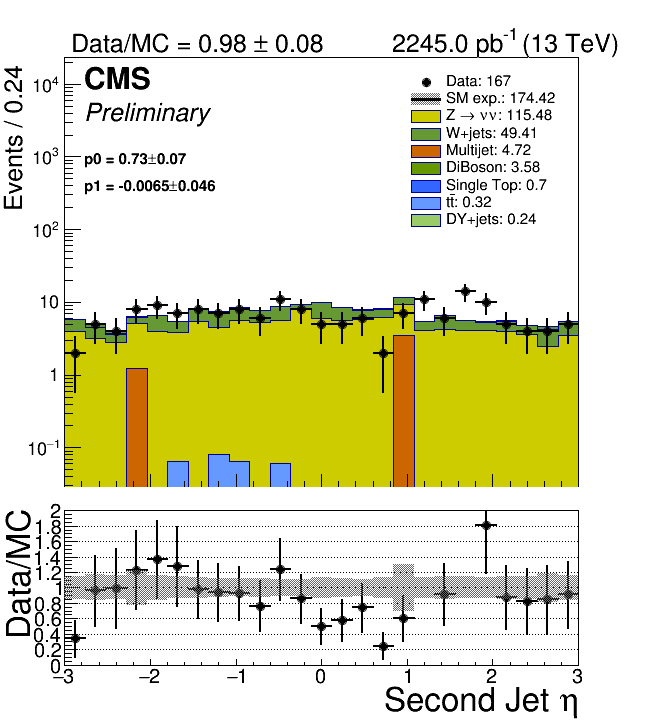 Data/MC = 0.98 ± 0.08 2245.0 pb⁻¹ (13 TeV)
CMS
Preliminary
p0 = 0.73±0.07
p1 = -0.0065±0.046
Data: 167
SM exp.: 174.42
Z → νν: 115.48
W+jets: 49.41
Multijet: 4.72
DiBoson: 3.58
Single Top: 0.7
tt̄: 0.32
DY+jets: 0.24
Events / 0.24
10⁴
10³
10²
10
1
10⁻¹
Data/MC
2
1.8
1.6
1.4
1.2
1
0.8
0.6
0.4
0.2
0
−3 −2 −1 0 1 2 3
Second Jet η